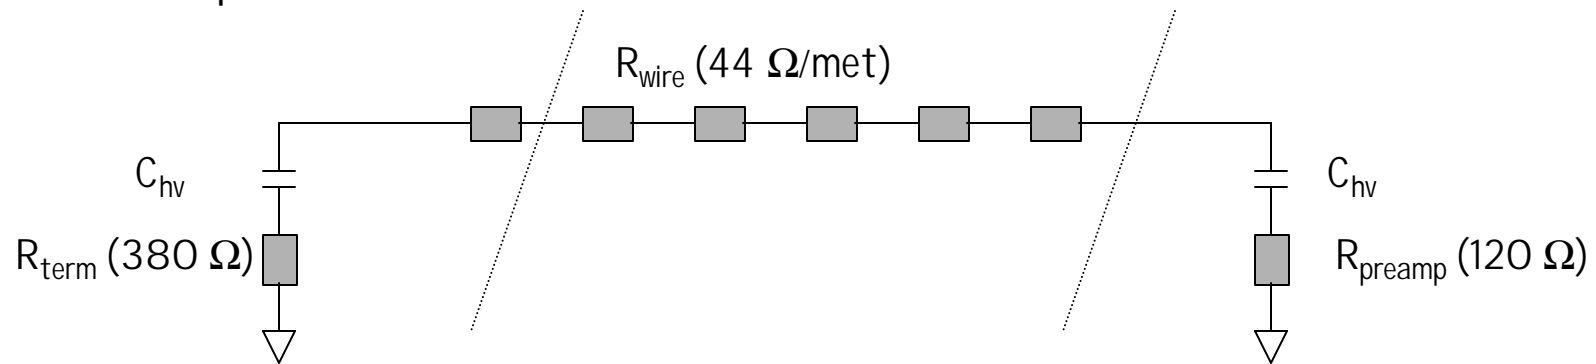 R_wire (44 Ω/met)
C_hv
C_hv
R_term (380 Ω)
R_preamp (120 Ω)